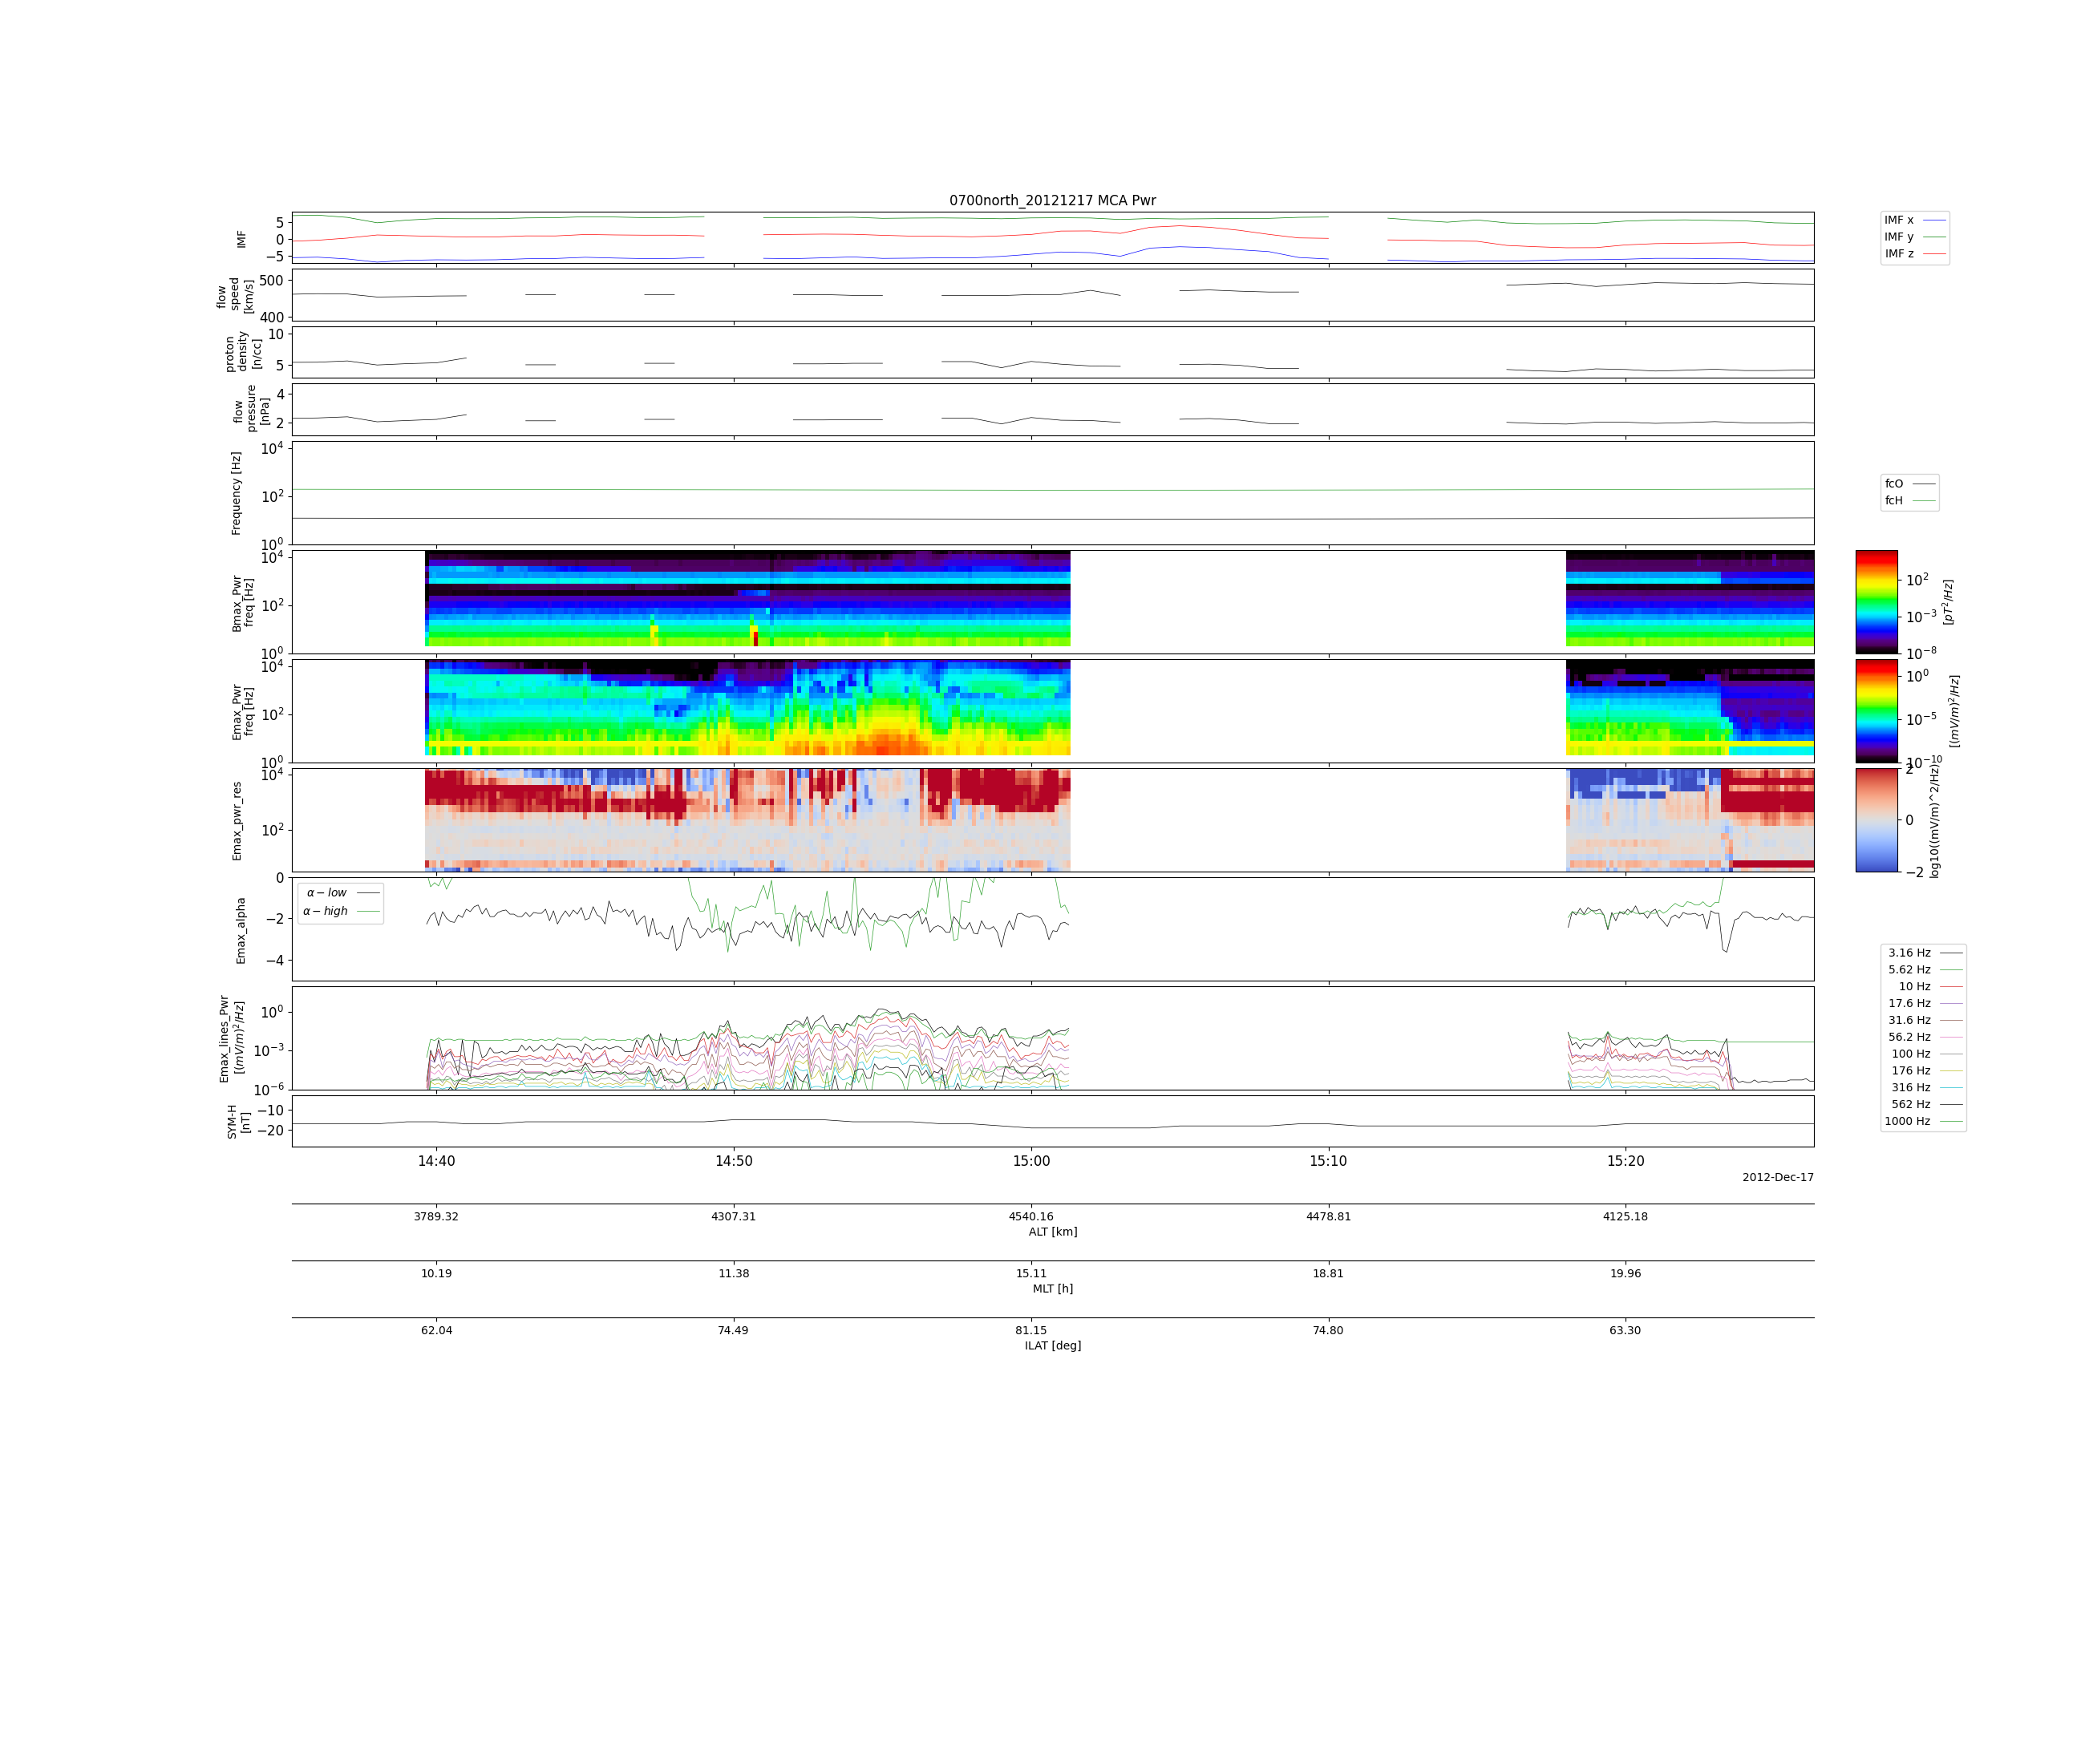 0700north_20121217 MCA Pwr
5
0
−5
IMF
IMF x
IMF y
IMF z
500
400
flow
speed
[km/s]
10
5
proton
density
[n/cc]
4
2
flow
pressure
[nPa]
10^4
10^2
10^0
Frequency [Hz]
fcO
fcH
10^4
10^2
10^0
Bmax_Pwr
freq [Hz]
10^2
10^−3
10^−8
[pT^2/Hz]
10^4
10^2
10^0
Emax_Pwr
freq [Hz]
10^0
10^−5
10^−10
[(mV/m)^2/Hz]
10^4
10^2
Emax_pwr_res
2
0
−2
log10((mV/m)^2/Hz)
0
−2
−4
Emax_alpha
α − low
α − high
10^0
10^−3
10^−6
Emax_lines_Pwr
[(mV/m)^2/Hz]
3.16 Hz
5.62 Hz
10 Hz
17.6 Hz
31.6 Hz
56.2 Hz
100 Hz
176 Hz
316 Hz
562 Hz
1000 Hz
−10
−20
SYM-H
[nT]
14:40 14:50 15:00 15:10 15:20
2012-Dec-17
3789.32 4307.31 4540.16 4478.81 4125.18
ALT [km]
10.19 11.38 15.11 18.81 19.96
MLT [h]
62.04 74.49 81.15 74.80 63.30
ILAT [deg]